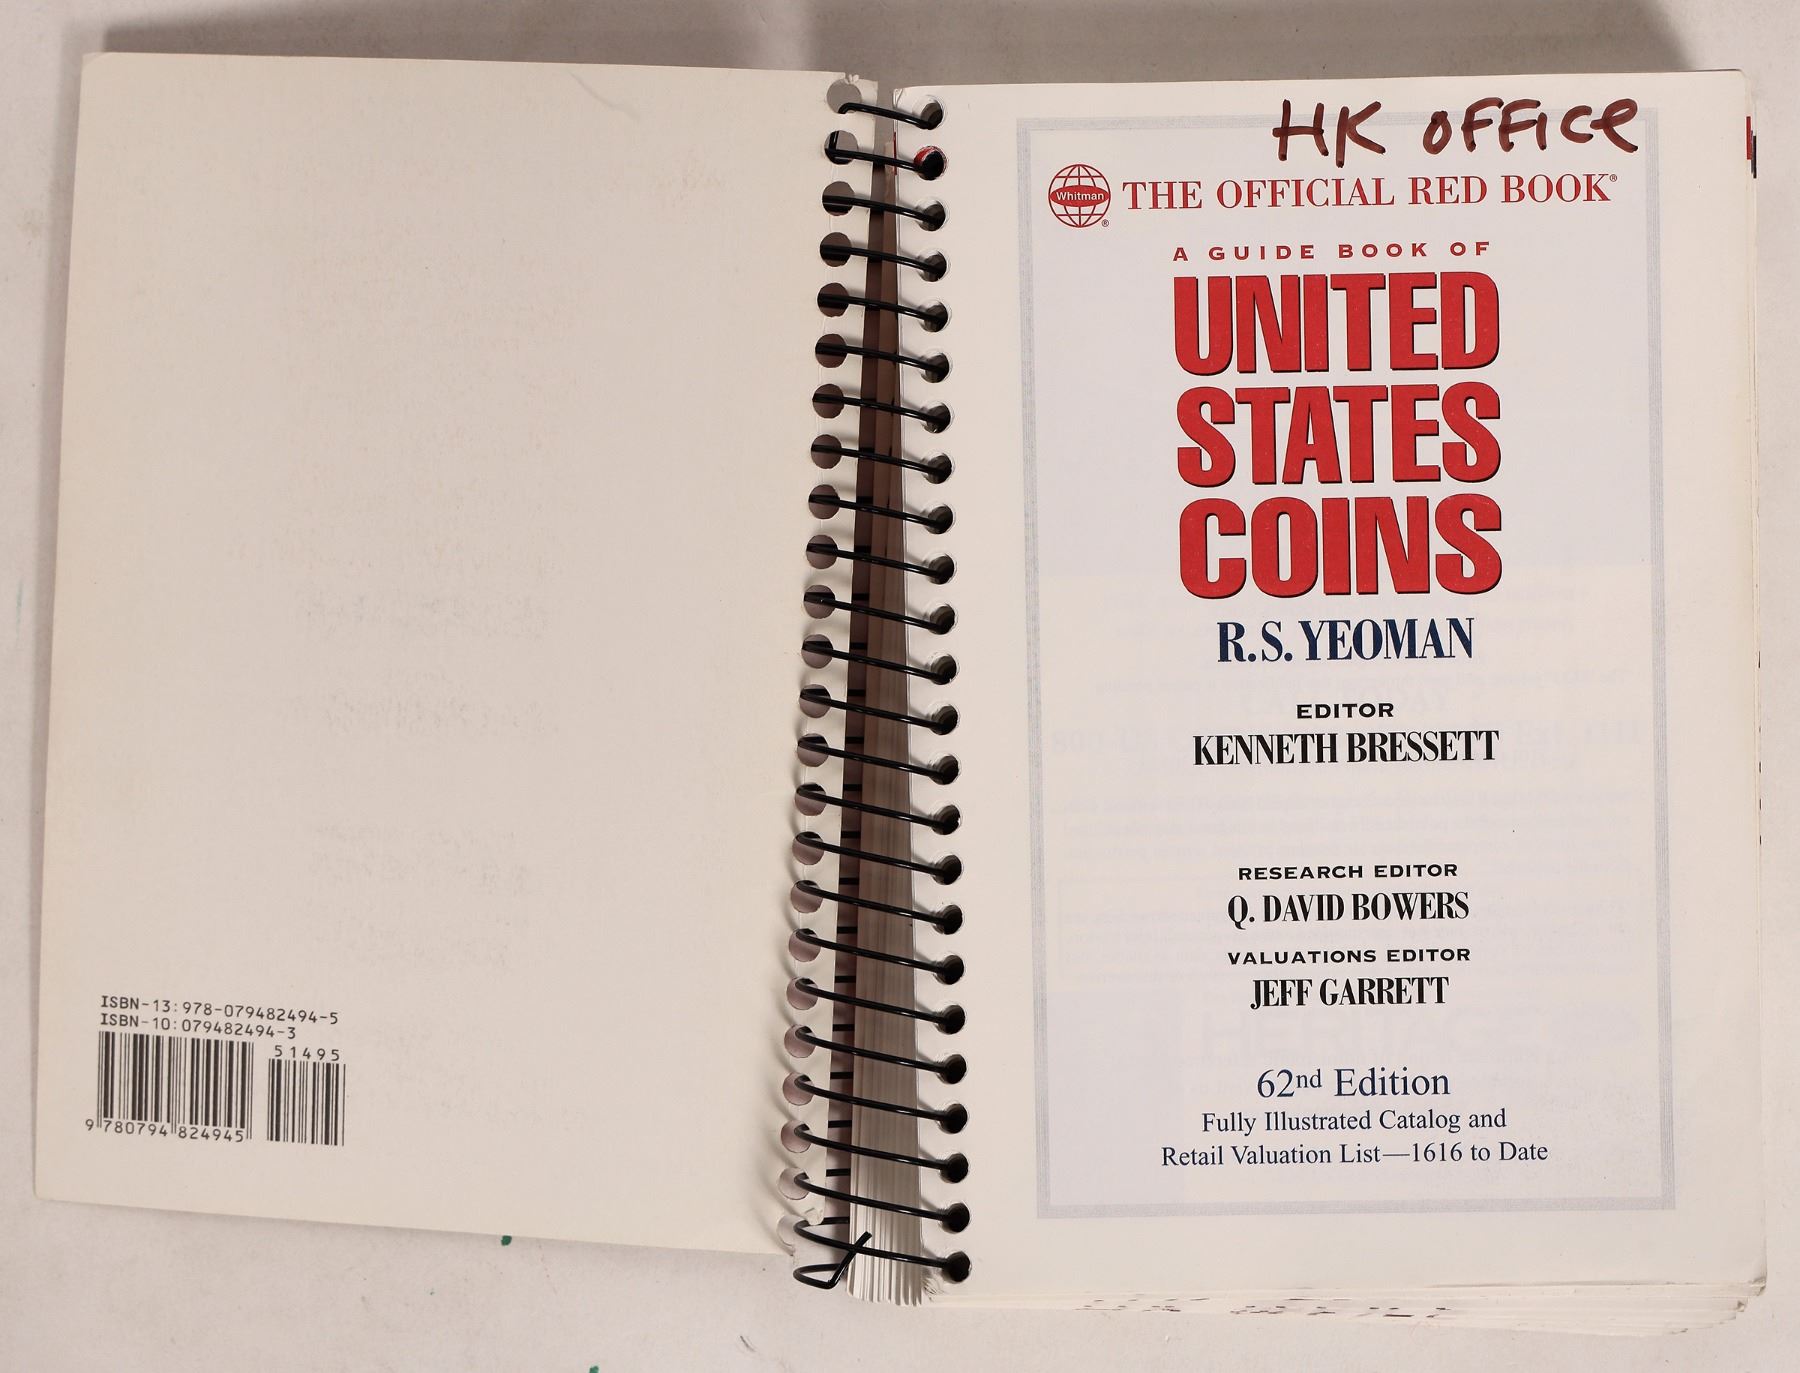 ISBN-13:978-079482494-5
ISBN-10:079482494-3
51495
9 780794 824945
HK OFFICE
Whitman ®
THE OFFICIAL RED BOOK®
A GUIDE BOOK OF
UNITED
STATES
COINS
R.S. YEOMAN
EDITOR
KENNETH BRESSETT
RESEARCH EDITOR
Q. DAVID BOWERS
VALUATIONS EDITOR
JEFF GARRETT
62nd Edition
Fully Illustrated Catalog and
Retail Valuation List—1616 to Date